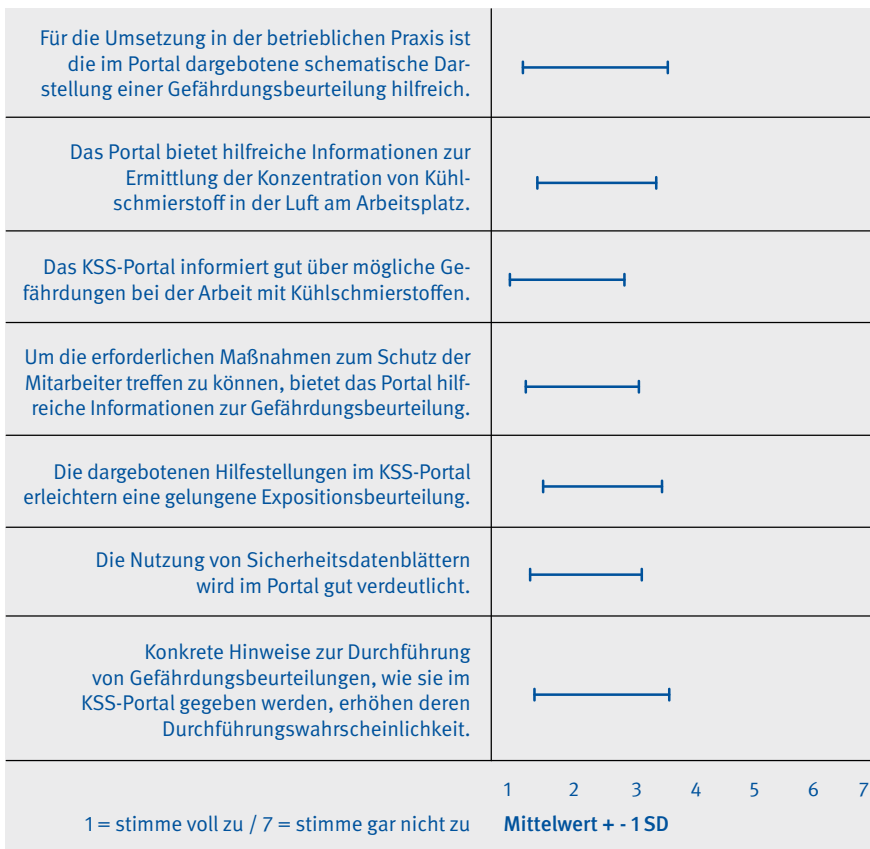 Für die Umsetzung in der betrieblichen Praxis ist
die im Portal dargebotene schematische Dar-
stellung einer Gefährdungsbeurteilung hilfreich.
Das Portal bietet hilfreiche Informationen zur
Ermittlung der Konzentration von Kühl-
schmierstoff in der Luft am Arbeitsplatz.
Das KSS-Portal informiert gut über mögliche Ge-
fährdungen bei der Arbeit mit Kühlschmierstoffen.
Um die erforderlichen Maßnahmen zum Schutz der
Mitarbeiter treffen zu können, bietet das Portal hilf-
reiche Informationen zur Gefährdungsbeurteilung.
Die dargebotenen Hilfestellungen im KSS-Portal
erleichtern eine gelungene Expositionsbeurteilung.
Die Nutzung von Sicherheitsdatenblättern
wird im Portal gut verdeutlicht.
Konkrete Hinweise zur Durchführung
von Gefährdungsbeurteilungen, wie sie im
KSS-Portal gegeben werden, erhöhen deren
Durchführungswahrscheinlichkeit.
1 2 3 4 5 6 7
1 = stimme voll zu / 7 = stimme gar nicht zu Mittelwert + - 1 SD